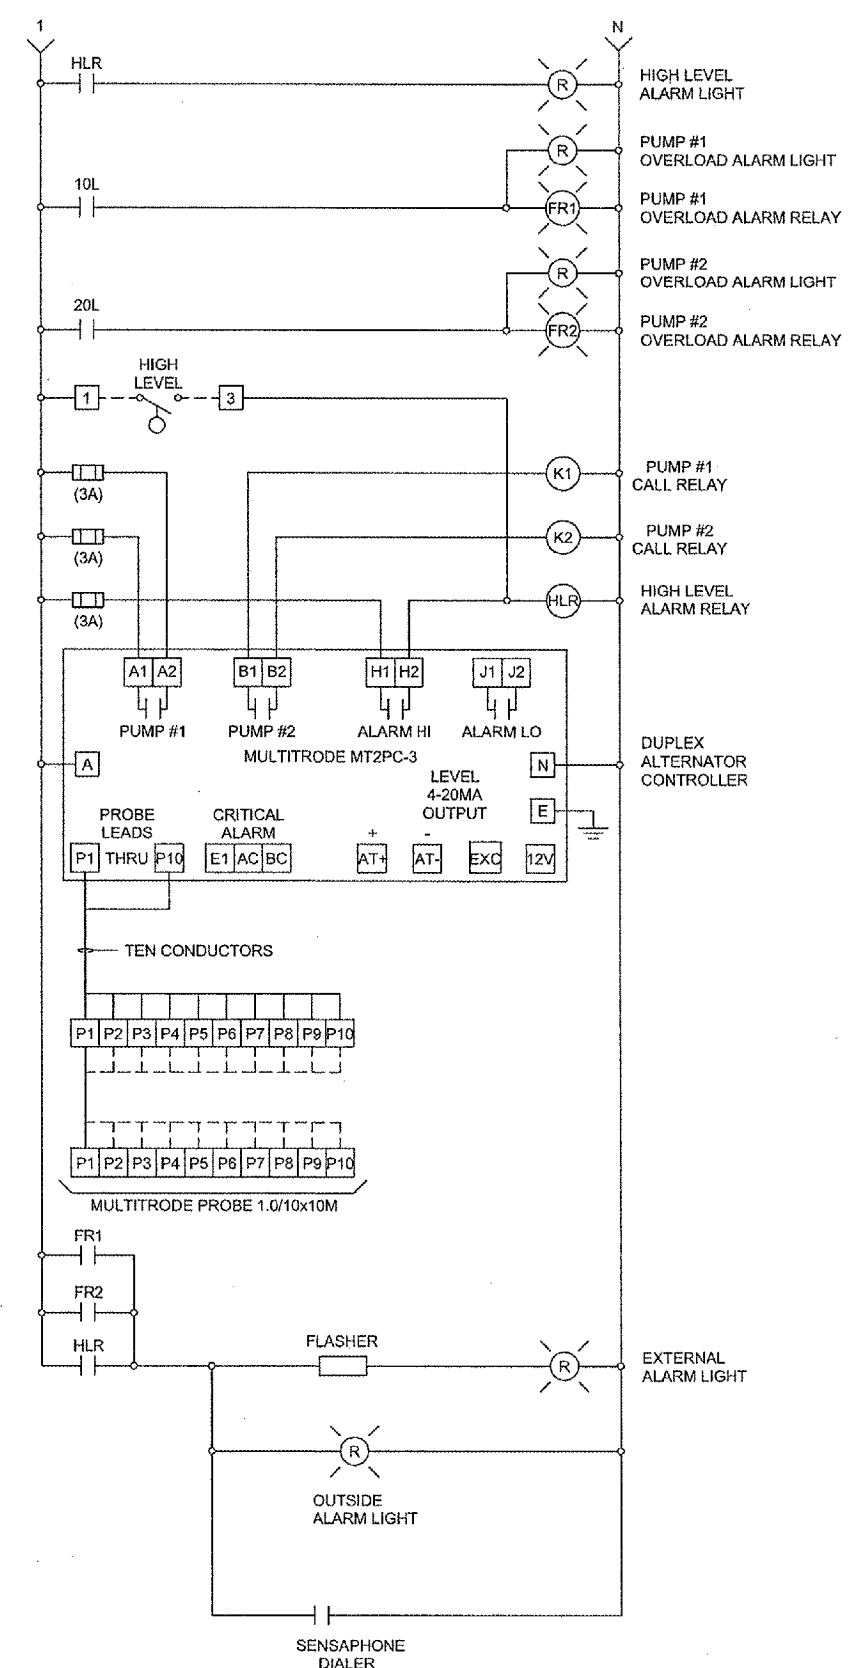 1
N
HLR
R
HIGH LEVEL
ALARM LIGHT
R
PUMP #1
OVERLOAD ALARM LIGHT
10L
FR1
PUMP #1
OVERLOAD ALARM RELAY
R
PUMP #2
OVERLOAD ALARM LIGHT
20L
FR2
PUMP #2
OVERLOAD ALARM RELAY
HIGH
LEVEL
1
3
(3A)
K1
PUMP #1
CALL RELAY
(3A)
K2
PUMP #2
CALL RELAY
(3A)
HLR
HIGH LEVEL
ALARM RELAY
A1 A2
B1 B2
H1 H2
J1 J2
PUMP #1
PUMP #2
ALARM HI
ALARM LO
MULTITRODE MT2PC-3
A
N
DUPLEX
ALTERNATOR
CONTROLLER
LEVEL
4-20MA
OUTPUT
E
PROBE
LEADS
CRITICAL
ALARM
+
-
P1 THRU P10
E1 AC BC
AT+
AT-
EXC
12V
TEN CONDUCTORS
P1 P2 P3 P4 P5 P6 P7 P8 P9 P10
P1 P2 P3 P4 P5 P6 P7 P8 P9 P10
MULTITRODE PROBE 1.0/10x10M
FR1
FR2
HLR
FLASHER
R
EXTERNAL
ALARM LIGHT
R
OUTSIDE
ALARM LIGHT
SENSAPHONE
DIALER